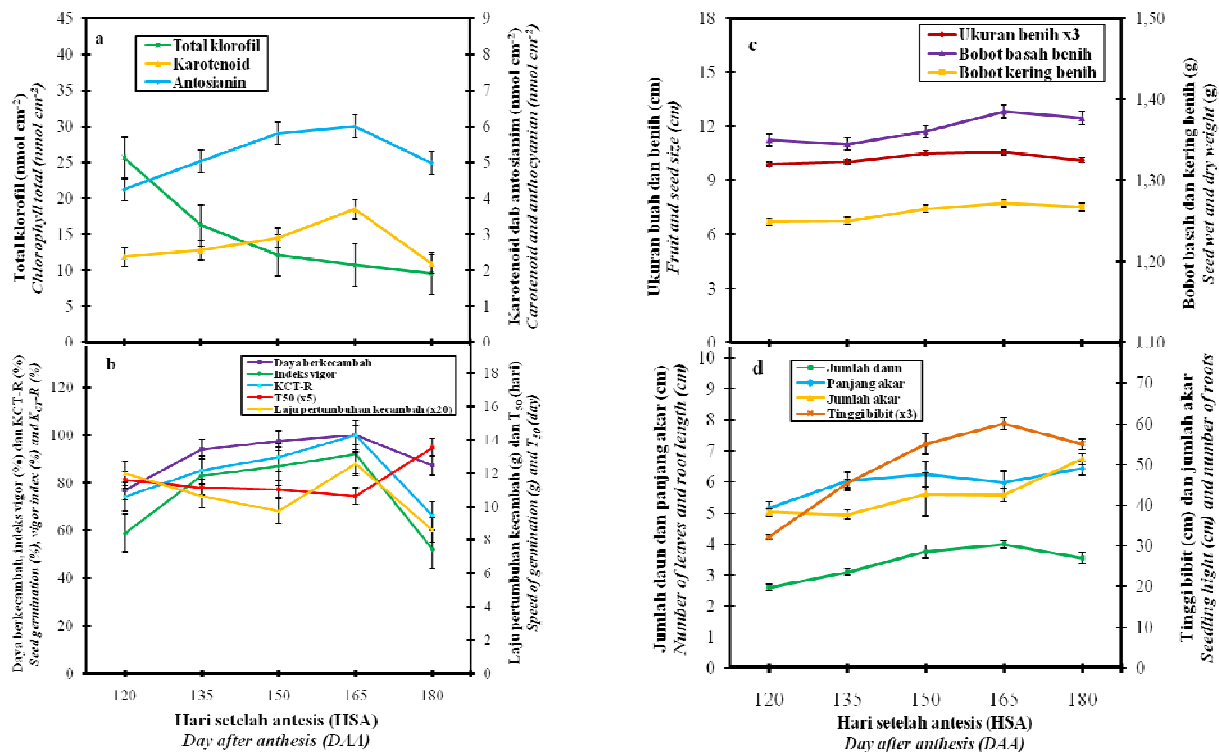 a
Total klorofil
Karotenoid
Antosianin
45
40
35
30
25
20
15
10
5
0
Total klorofil (nmol cm⁻²)
Chlorophyll total (nmol cm⁻²)
9
8
7
6
5
4
3
2
1
0
Karotenoid dab antosianim (nmol cm⁻²)
Carotenoid and anthocyanian (nmol cm⁻²)
c
Ukuran benih x3
Bobot basah benih
Bobot kering benih
18
15
12
9
6
3
0
Ukuran buah dan benih (cm)
Fruit and seed size (cm)
1,50
1,40
1,30
1,20
1,10
Bobot basah dan kering benih (g)
Seed wet and dry weight (g)
b
Daya berkecambah
Indeks vigor
KCT-R
T50 (x5)
Laju pertumbuhan kecambah (x20)
120
100
80
60
40
20
0
Daya berkecambah, indeks vigor (%) dan KCT-R (%)
Seed germination (%), vigor index (%) and K_CT-R (%)
18
16
14
12
10
8
6
4
2
0
Laju pertumbuhan kecambah (g) dan T₅₀ (hari)
Speed of germination (g) and T₅₀ (day)
120 135 150 165 180
Hari setelah antesis (HSA)
Day after anthesis (DAA)
d
Jumlah daun
Panjang akar
Jumlah akar
Tinggi bibit (x3)
10
9
8
7
6
5
4
3
2
1
0
Jumlah daun dan panjang akar (cm)
Number of leaves and root length (cm)
70
60
50
40
30
20
10
0
Tinggi bibit (cm) dan jumlah akar
Seedling hight (cm) and number of roots
120 135 150 165 180
Hari setelah antesis (HSA)
Day after anthesis (DAA)